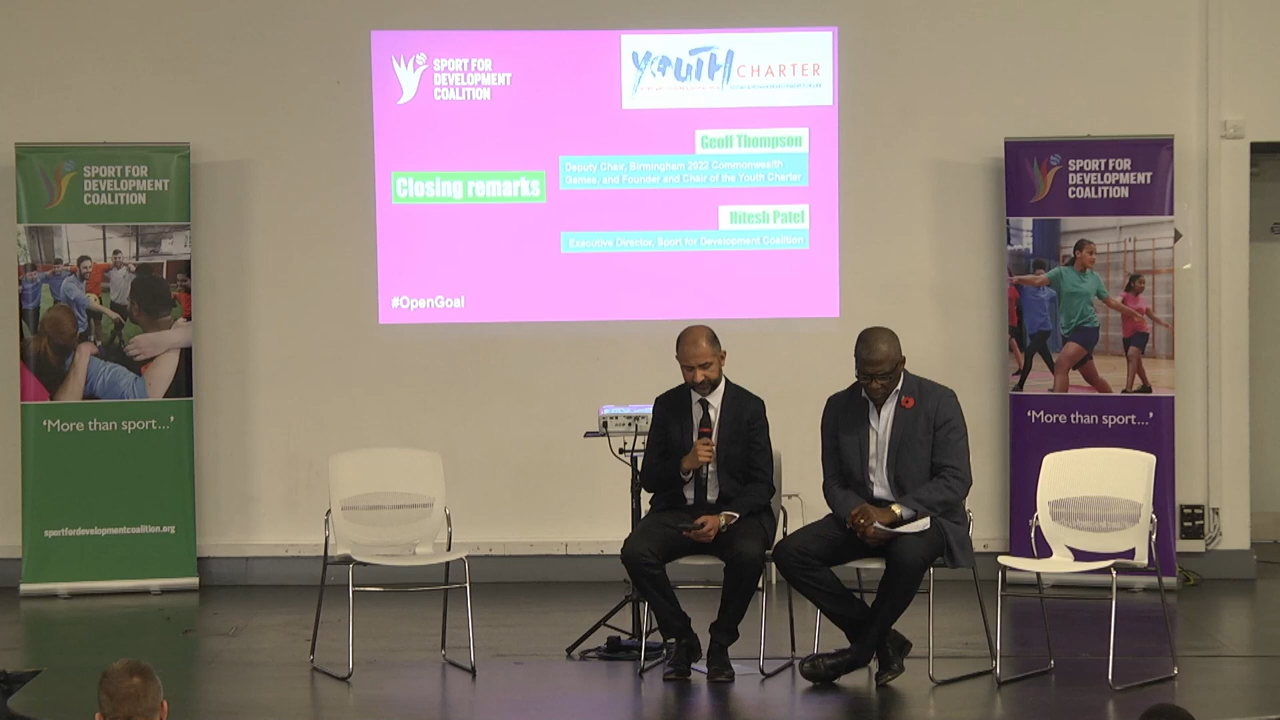 SPORT FOR
DEVELOPMENT
COALITION
YOUTH CHARTER
Geoff Thompson
Deputy Chair, Birmingham 2022 Commonwealth
Games, and Founder and Chair of the Youth Charter
Closing remarks
Hitesh Patel
Executive Director, Sport for Development Coalition
#OpenGoal
SPORT FOR
DEVELOPMENT
COALITION
'More than sport...'
sportfordevelopmentcoalition.org
SPORT FOR
DEVELOPMENT
COALITION
'More than sport...'